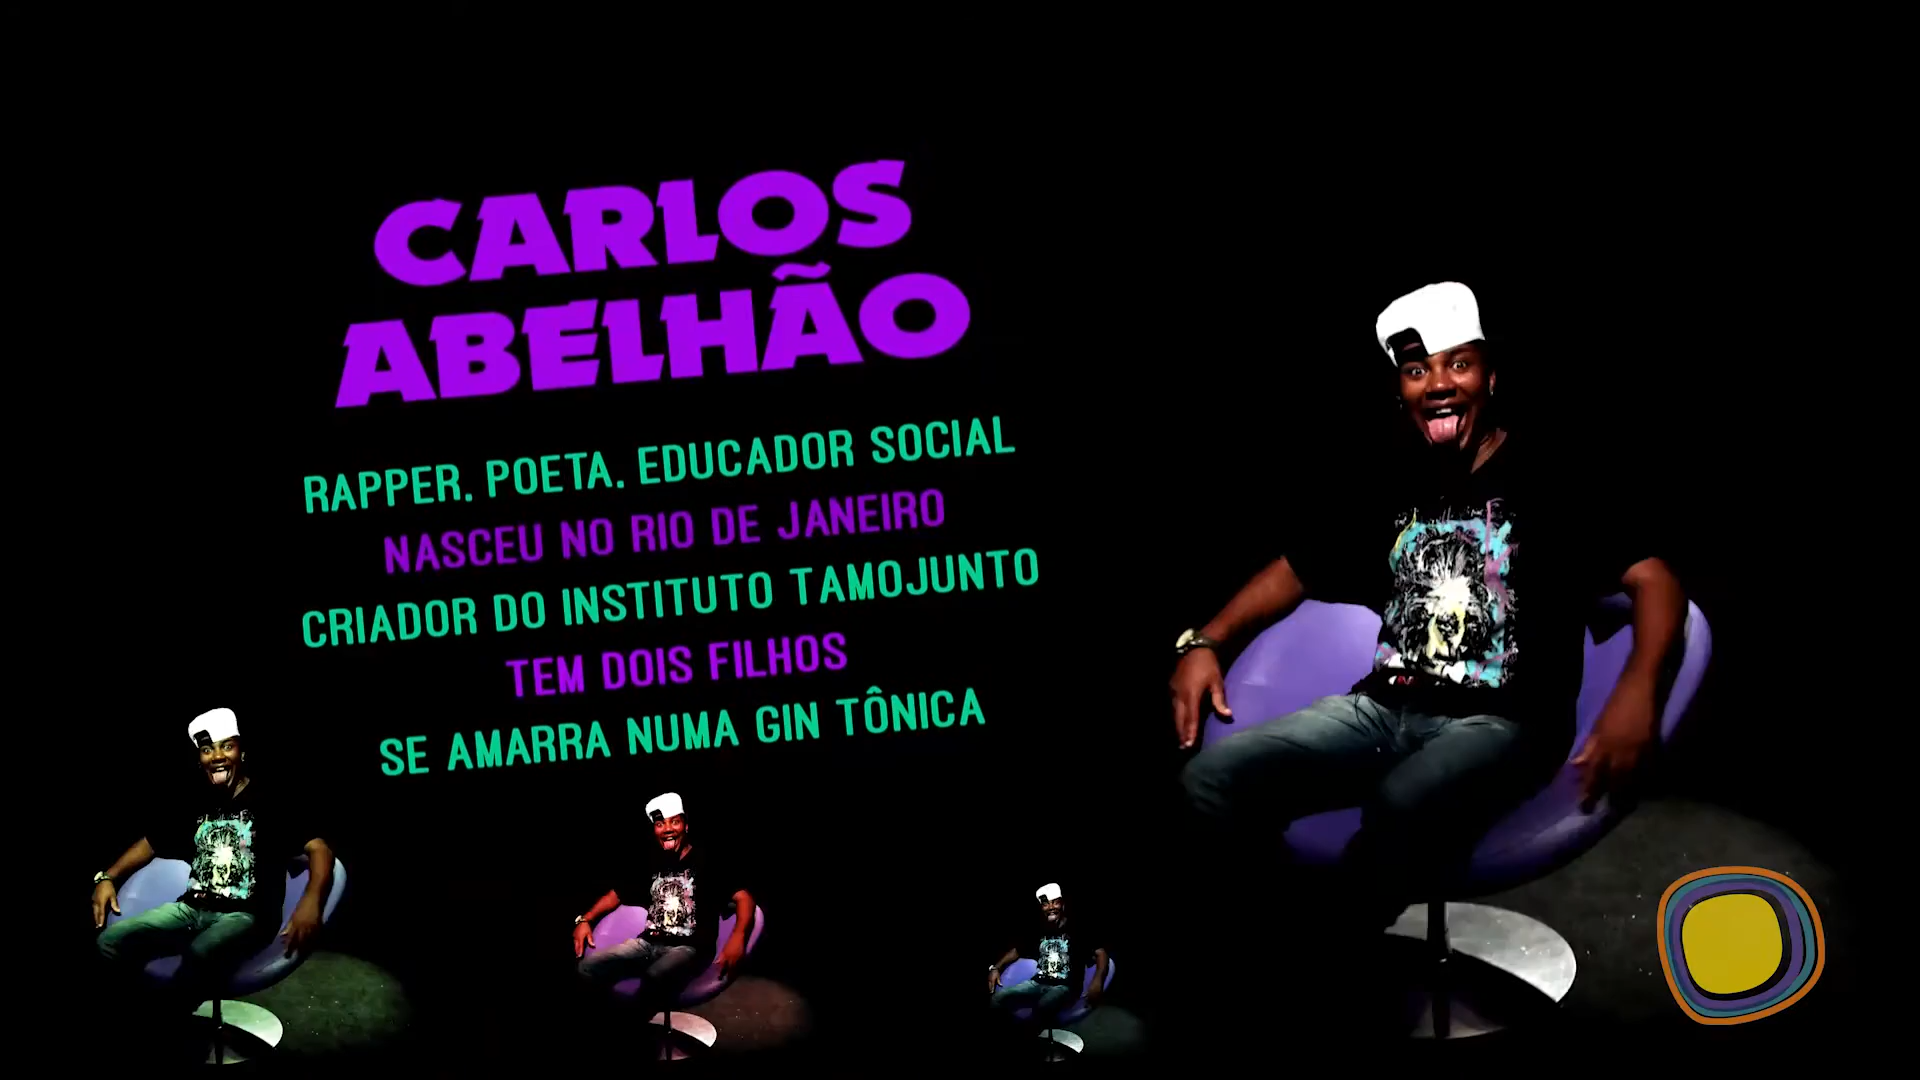 CARLOS
ABELHÃO
RAPPER. POETA. EDUCADOR SOCIAL
NASCEU NO RIO DE JANEIRO
CRIADOR DO INSTITUTO TAMOJUNTO
TEM DOIS FILHOS
SE AMARRA NUMA GIN TÔNICA